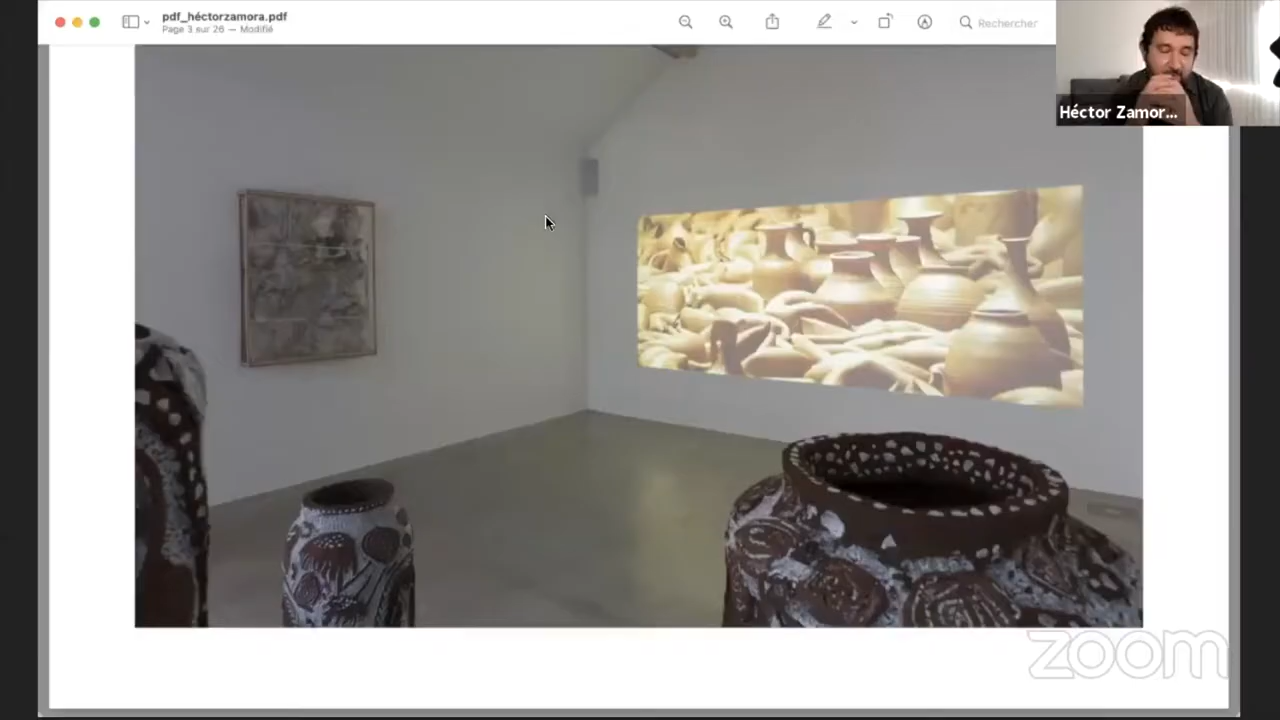 pdf_héctorzamora.pdf
Page 3 sur 26 — Modifié
Rechercher
Héctor Zamor...
zoom